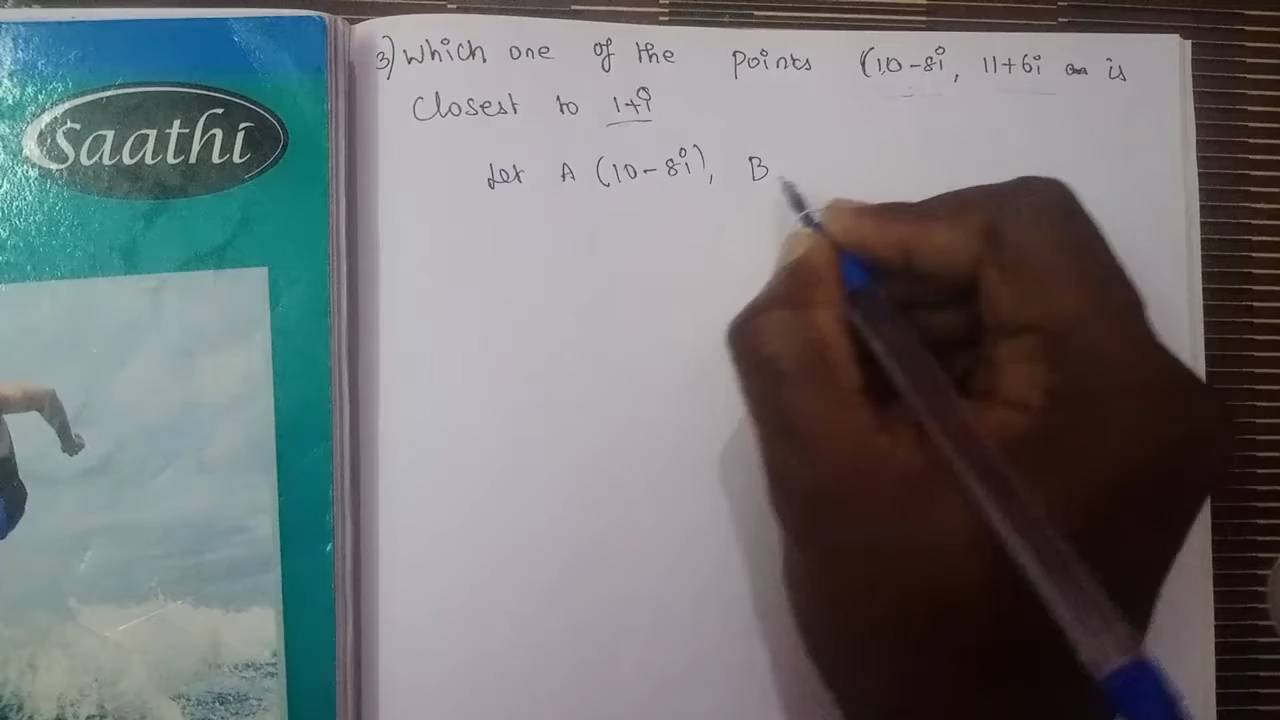 Saathi
3) Which one of the points (10-8i, 11+6i is
closest to 1+i
Let A (10-8i), B